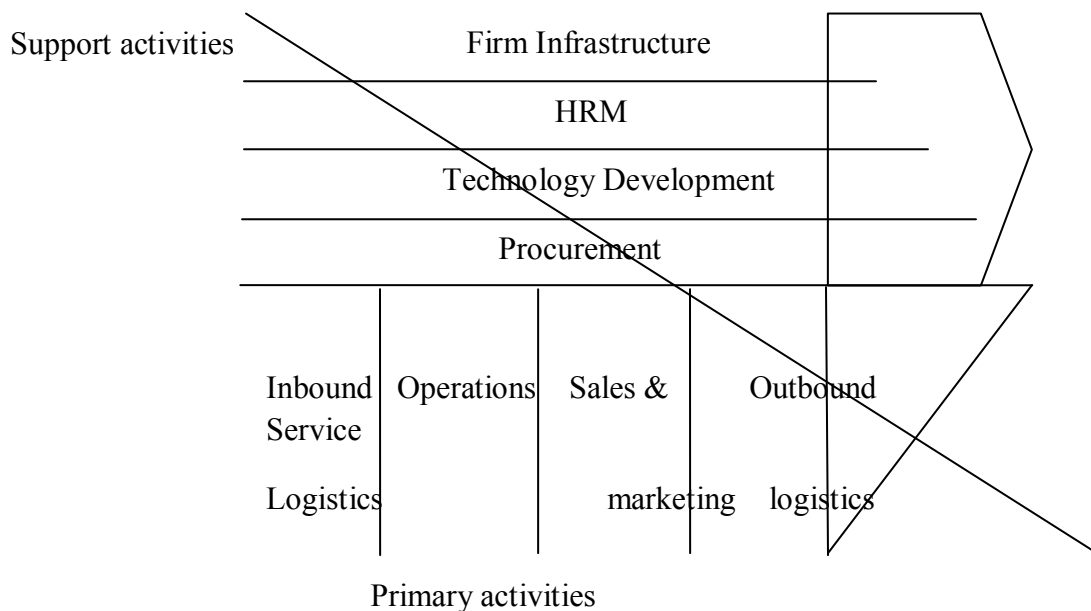 Support activities
Firm Infrastructure
HRM
Technology Development
Procurement
Inbound Operations Sales & Outbound
Service
Logistics marketing logistics
Primary activities